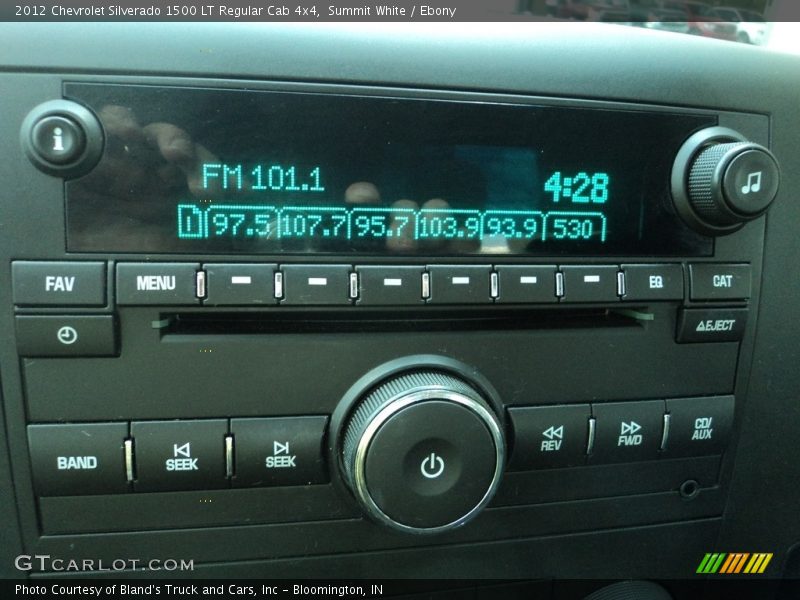 2012 Chevrolet Silverado 1500 LT Regular Cab 4x4, Summit White / Ebony
i
FM 101.1 4:28
1 97.5 107.7 95.7 103.9 93.9 530
FAV MENU EQ CAT
EJECT
BAND SEEK SEEK REV FWD CD/
AUX
GTCARLOT.COM
Photo Courtesy of Bland's Truck and Cars, Inc - Bloomington, IN